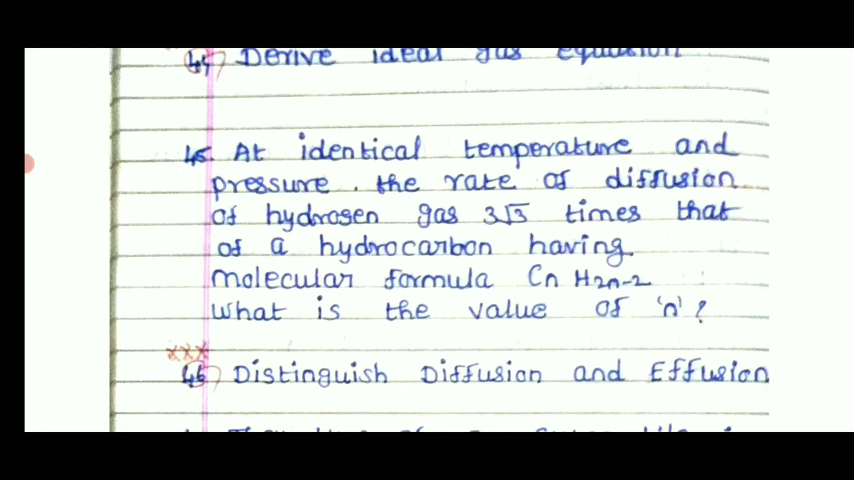 44) Derive ideal gas equation
45. At identical temperature and
pressure. the rate of diffusion
of hydrogen gas 3√3 times that
of a hydrocarbon having
molecular formula Cn H2n-2
What is the value of 'n'?
xxx
46) Distinguish Diffusion and Effusion